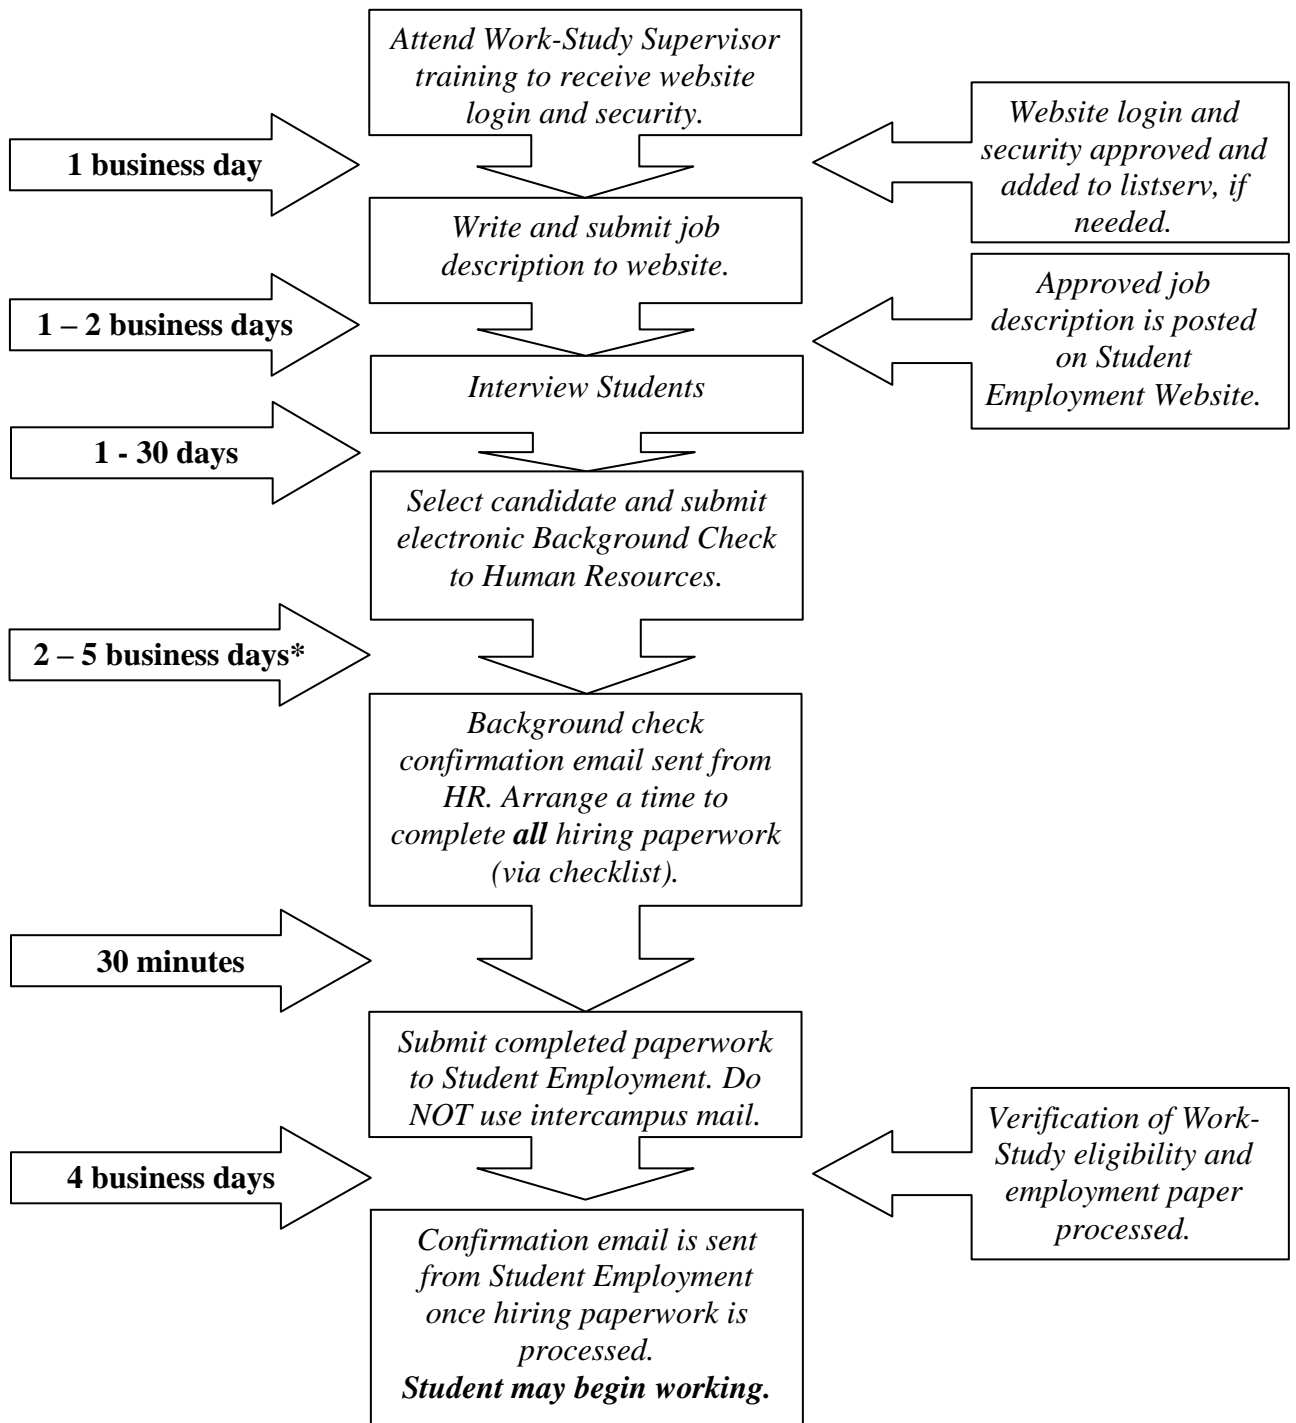 Attend Work-Study Supervisor
training to receive website
login and security.
1 business day
Website login and
security approved and
added to listserv, if
needed.
Write and submit job
description to website.
1 – 2 business days
Approved job
description is posted
on Student
Employment Website.
Interview Students
1 - 30 days
Select candidate and submit
electronic Background Check
to Human Resources.
2 – 5 business days*
Background check
confirmation email sent from
HR. Arrange a time to
complete all hiring paperwork
(via checklist).
30 minutes
Submit completed paperwork
to Student Employment. Do
NOT use intercampus mail.
4 business days
Verification of Work-
Study eligibility and
employment paper
processed.
Confirmation email is sent
from Student Employment
once hiring paperwork is
processed.
Student may begin working.